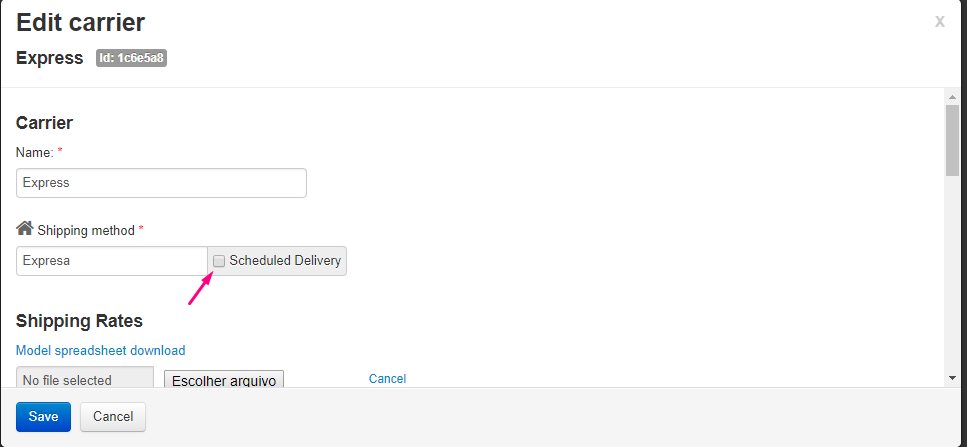 Edit carrier
x
Express Id: 1c6e5a8
Carrier
Name: *
Express
Shipping method *
Expresa
Scheduled Delivery
Shipping Rates
Model spreadsheet download
No file selected Escolher arquivo Cancel
Save Cancel